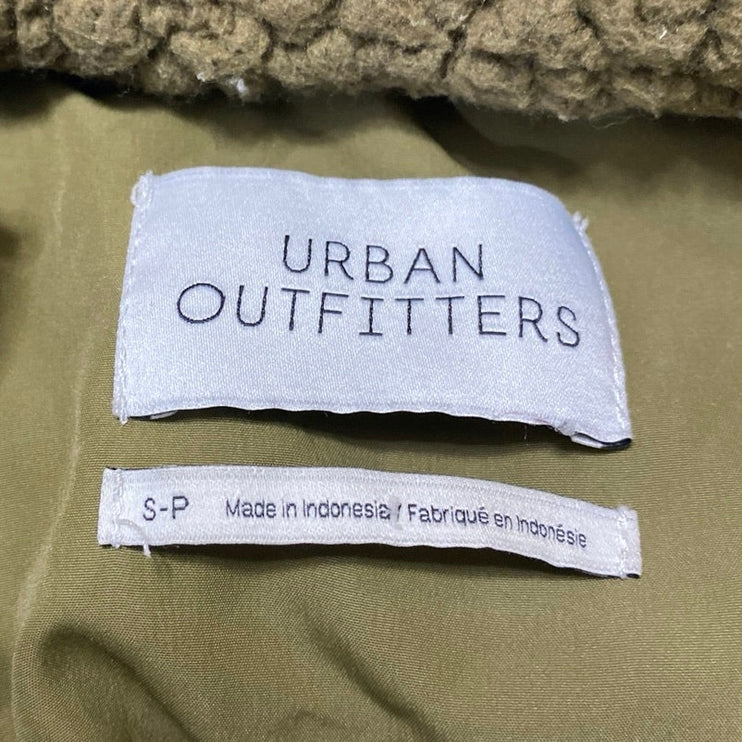 URBAN
OUTFITTERS
S-P Made in Indonesia / Fabriqué en Indonésie